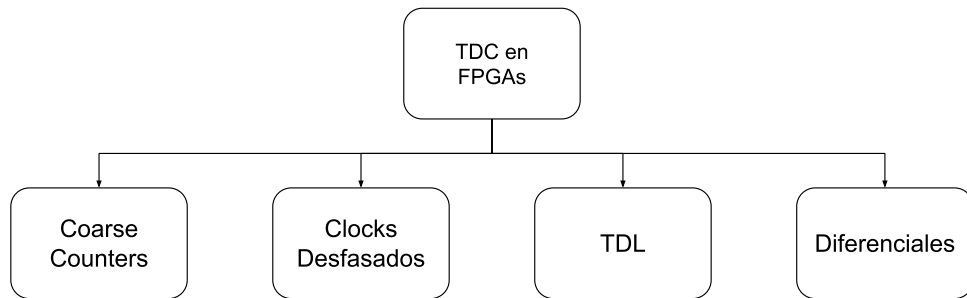 TDC en
FPGAs
Coarse
Counters
Clocks
Desfasados
TDL
Diferenciales